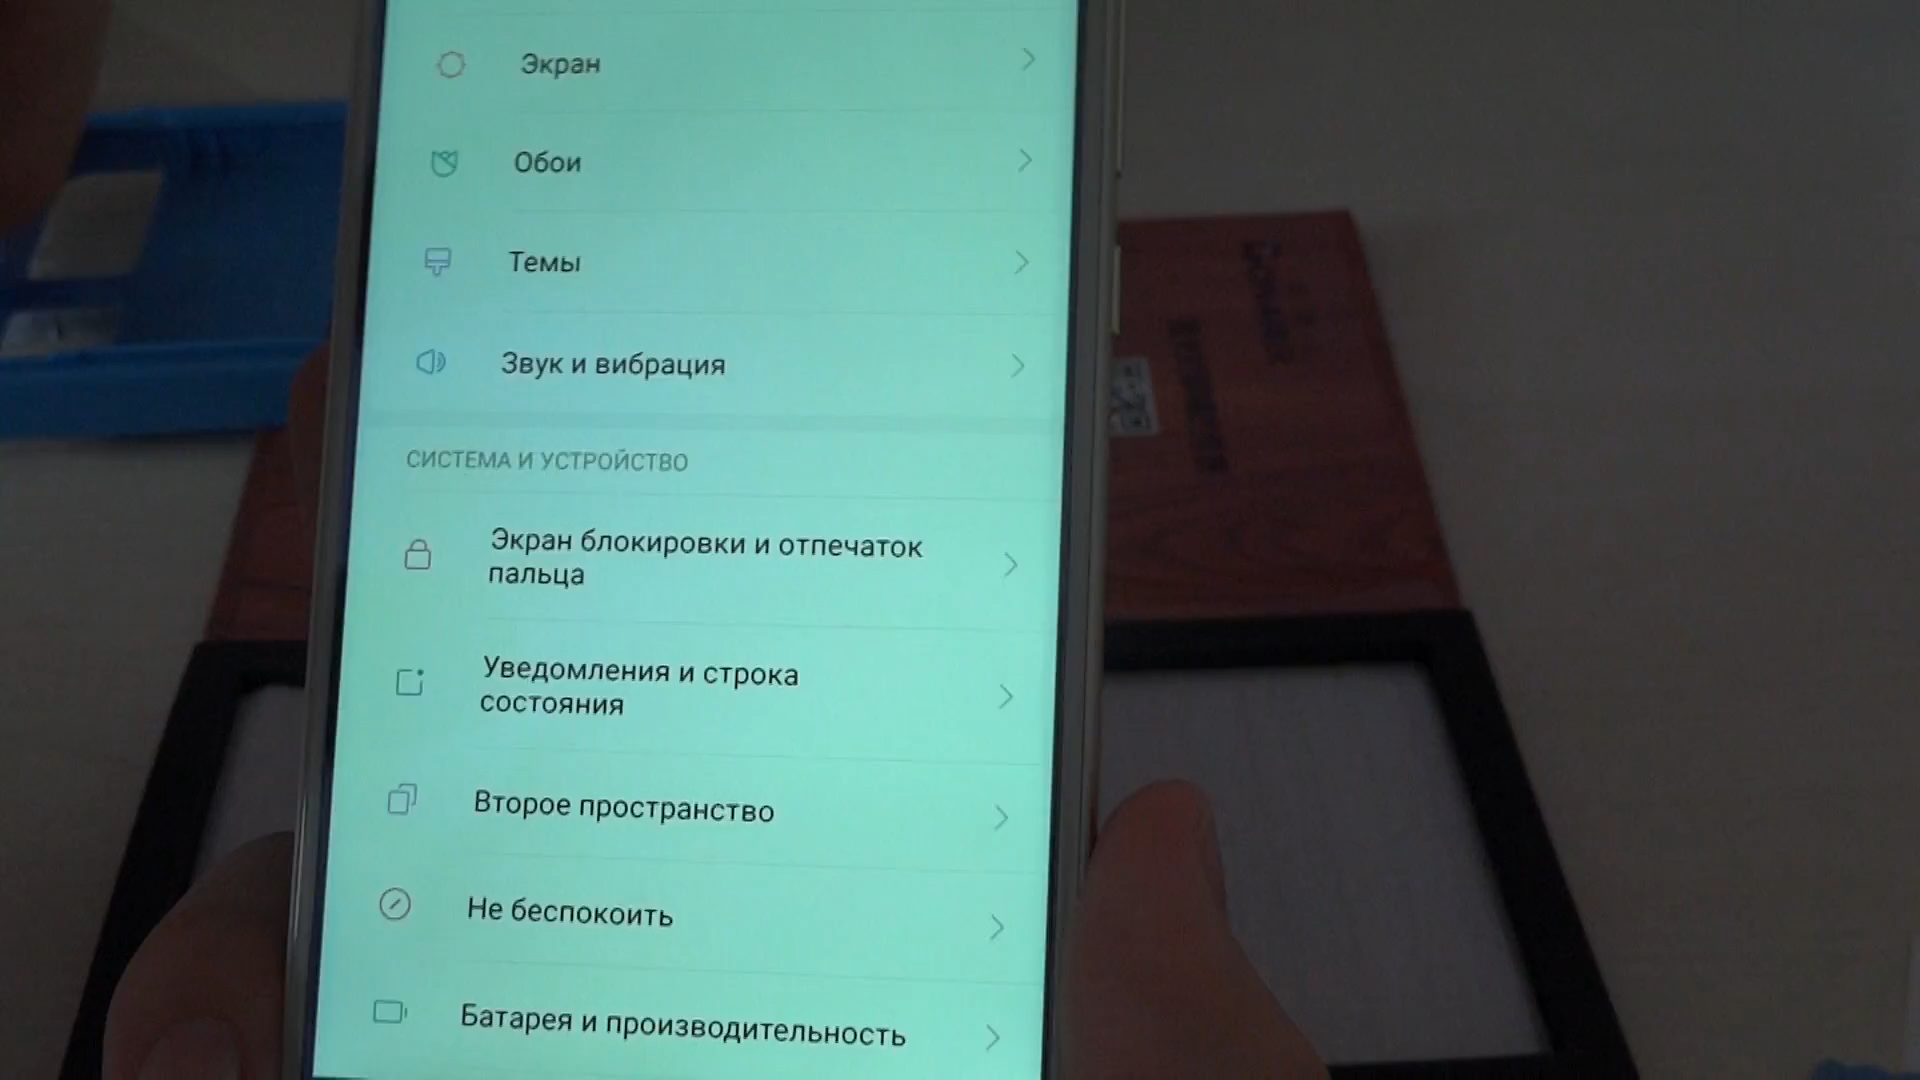 Экран
Обои
Темы
Звук и вибрация
СИСТЕМА И УСТРОЙСТВО
Экран блокировки и отпечаток
пальца
Уведомления и строка
состояния
Второе пространство
Не беспокоить
Батарея и производительность